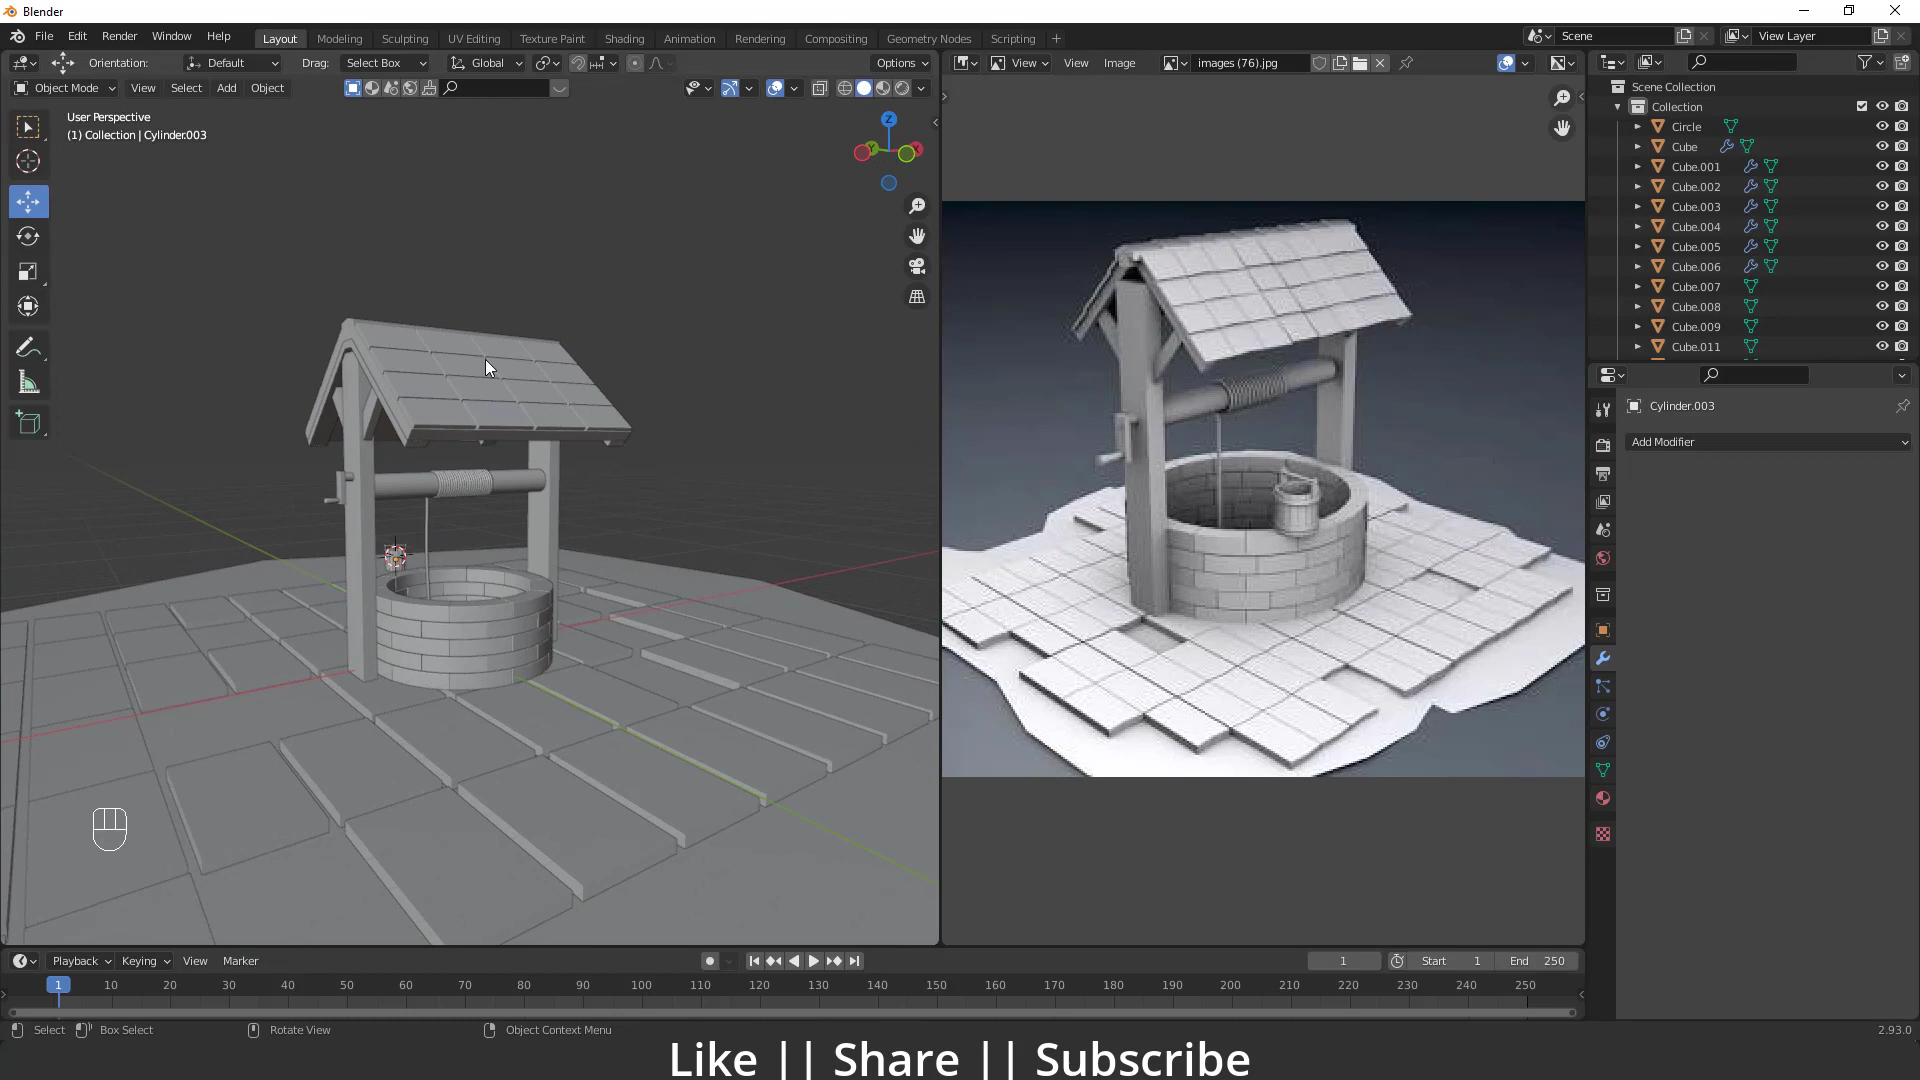 Blender
File Edit Render Window Help Layout Modeling Sculpting UV Editing Texture Paint Shading Animation Rendering Compositing Geometry Nodes Scripting + Scene View Layer
Orientation: Default Drag: Select Box Global Options View View Image images (76).jpg
Object Mode View Select Add Object
User Perspective
(1) Collection | Cylinder.003
Z
Y
X
Scene Collection
Collection
Circle
Cube
Cube.001
Cube.002
Cube.003
Cube.004
Cube.005
Cube.006
Cube.007
Cube.008
Cube.009
Cube.011
Cylinder.003
Add Modifier
Playback Keying View Marker 1 Start 1 End 250
1 10 20 30 40 50 60 70 80 90 100 110 120 130 140 150 160 170 180 190 200 210 220 230 240 250
Select Box Select Rotate View Object Context Menu 2.93.0
Like || Share || Subscribe